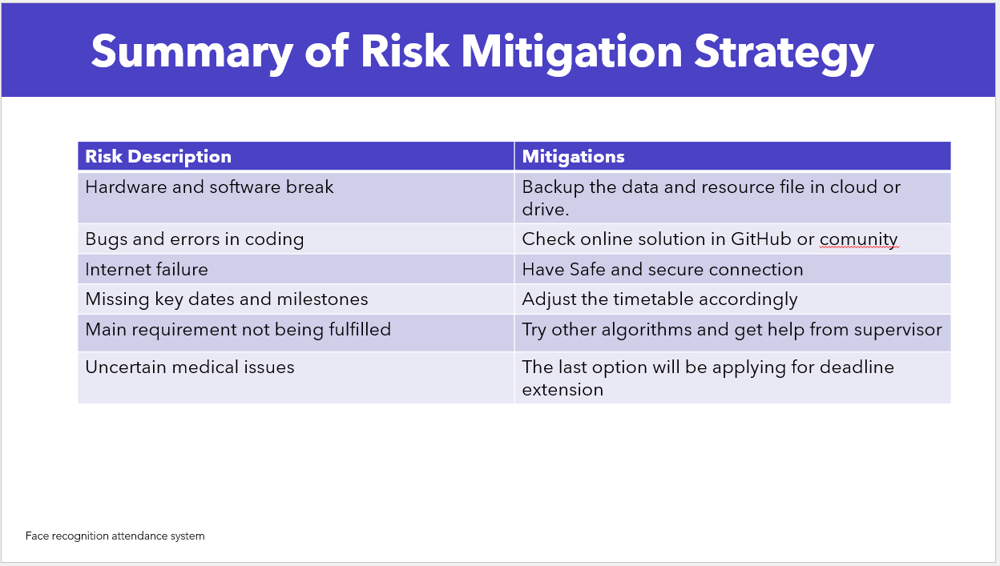 Summary of Risk Mitigation Strategy
Risk Description
Mitigations
Hardware and software break
Backup the data and resource file in cloud or
drive.
Bugs and errors in coding
Check online solution in GitHub or comunity
Internet failure
Have Safe and secure connection
Missing key dates and milestones
Adjust the timetable accordingly
Main requirement not being fulfilled
Try other algorithms and get help from supervisor
Uncertain medical issues
The last option will be applying for deadline
extension
Face recognition attendance system